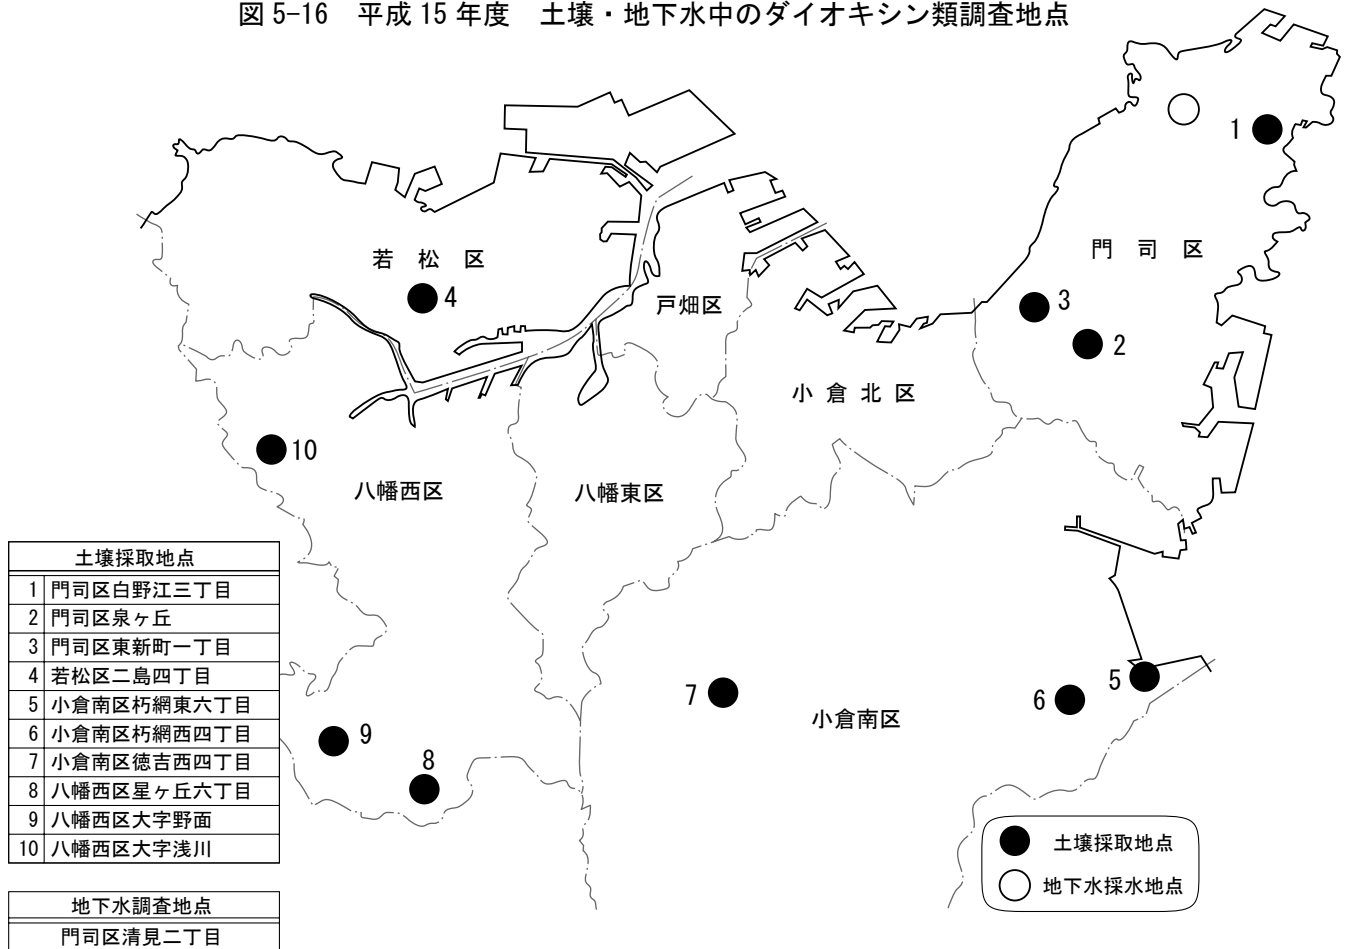 図 5-16　平成 15 年度　土壌・地下水中のダイオキシン類調査地点
1
若 松 区
門 司 区
4
戸畑区
3
2
小 倉 北 区
10
八幡西区
八幡東区
土壌採取地点
1 門司区白野江三丁目
2 門司区泉ヶ丘
3 門司区東新町一丁目
4 若松区二島四丁目
5 小倉南区朽網東六丁目
6 小倉南区朽網西四丁目
7 小倉南区徳吉西四丁目
8 八幡西区星ヶ丘六丁目
9 八幡西区大字野面
10 八幡西区大字浅川
7
5
6
小倉南区
9
8
土壌採取地点
地下水採水地点
地下水調査地点
門司区清見二丁目